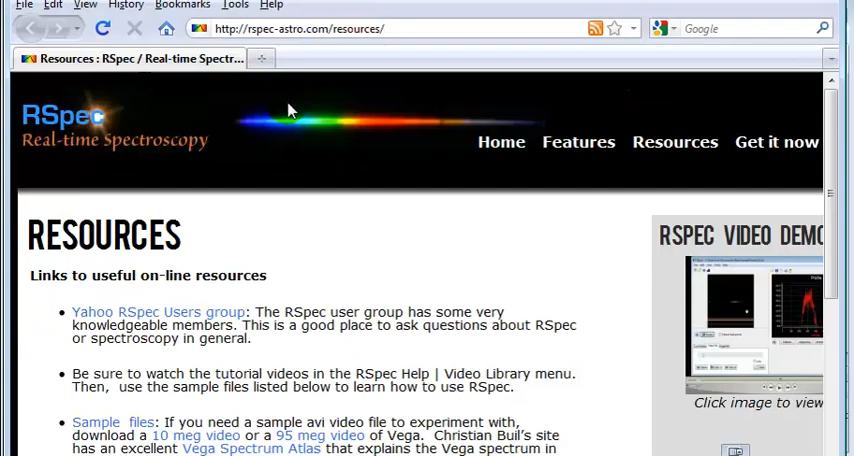 File Edit View History Bookmarks Tools Help
http://rspec-astro.com/resources/
Google
Resources : RSpec / Real-time Spectr...
RSpec
Real-time Spectroscopy
Home Features Resources Get it now
RESOURCES
RSPEC VIDEO DEMO
Links to useful on-line resources
Yahoo RSpec Users group: The RSpec user group has some very
knowledgeable members. This is a good place to ask questions about RSpec
or spectroscopy in general.
Be sure to watch the tutorial videos in the RSpec Help | Video Library menu.
Then, use the sample files listed below to learn how to use RSpec.
Click image to view
Sample files: If you need a sample avi video file to experiment with,
download a 10 meg video or a 95 meg video of Vega. Christian Buil's site
has an excellent Vega Spectrum Atlas that explains the Vega spectrum in